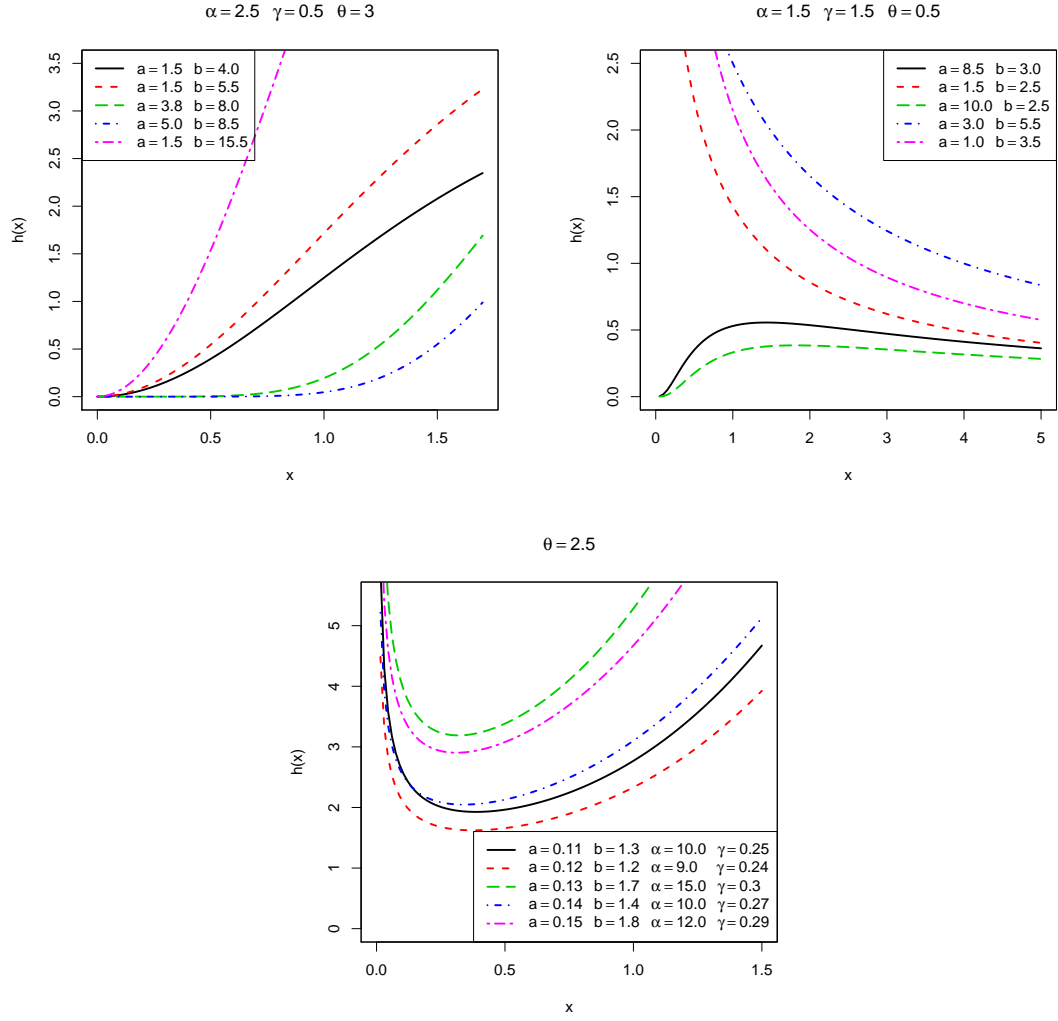 α = 2.5 γ = 0.5 θ = 3
h(x)
3.5
3.0
2.5
2.0
1.5
1.0
0.5
0.0
a = 1.5 b = 4.0
a = 1.5 b = 5.5
a = 3.8 b = 8.0
a = 5.0 b = 8.5
a = 1.5 b = 15.5
0.0 0.5 1.0 1.5
x
α = 1.5 γ = 1.5 θ = 0.5
h(x)
2.5
2.0
1.5
1.0
0.5
0.0
a = 8.5 b = 3.0
a = 1.5 b = 2.5
a = 10.0 b = 2.5
a = 3.0 b = 5.5
a = 1.0 b = 3.5
0 1 2 3 4 5
x
θ = 2.5
h(x)
5
4
3
2
1
0
a = 0.11 b = 1.3 α = 10.0 γ = 0.25
a = 0.12 b = 1.2 α = 9.0 γ = 0.24
a = 0.13 b = 1.7 α = 15.0 γ = 0.3
a = 0.14 b = 1.4 α = 10.0 γ = 0.27
a = 0.15 b = 1.8 α = 12.0 γ = 0.29
0.0 0.5 1.0 1.5
x